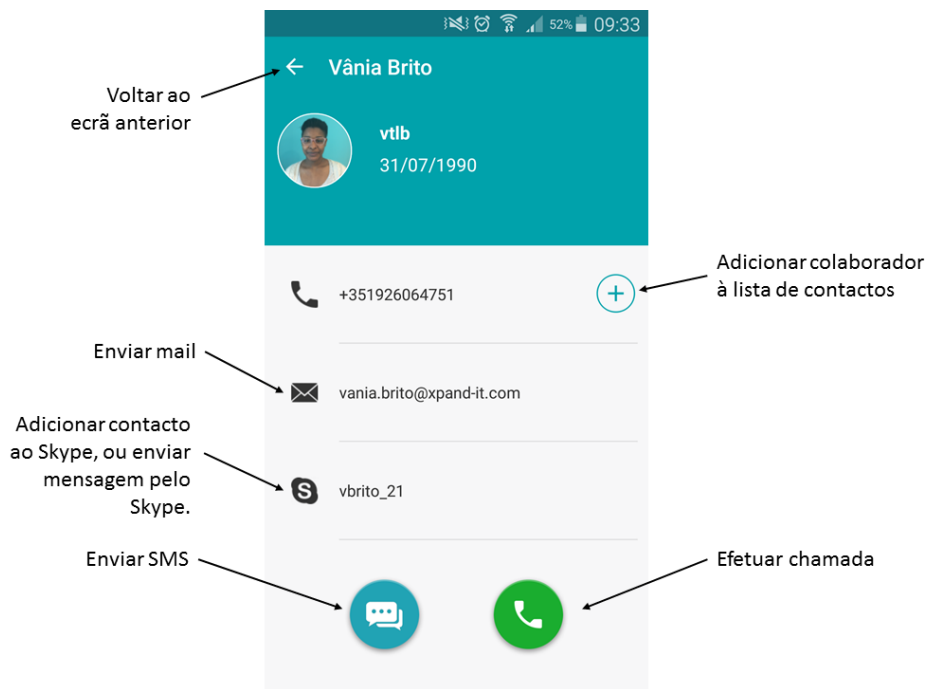 52% 09:33
Vânia Brito
Voltar ao
ecrã anterior
vtlb
31/07/1990
Adicionar colaborador
à lista de contactos
+351926064751
Enviar mail
vania.brito@xpand-it.com
Adicionar contacto
ao Skype, ou enviar
mensagem pelo
Skype.
vbrito_21
Enviar SMS
Efetuar chamada